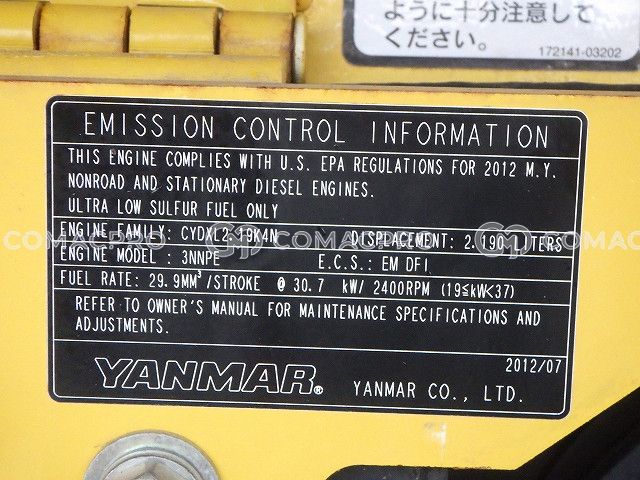 ように十分注意して
ください。
172141-03202
EMISSION CONTROL INFORMATION
THIS ENGINE COMPLIES WITH U.S. EPA REGULATIONS FOR 2012 M.Y.
NONROAD AND STATIONARY DIESEL ENGINES.
ULTRA LOW SULFUR FUEL ONLY
ENGINE FAMILY: CYDXL2.19K4N DISPLACEMENT: 2.190 LITERS
ENGINE MODEL : 3NNPE E.C.S.: EM DFI
FUEL RATE: 29.9MM³/STROKE @ 30.7 kW/ 2400RPM (19≦kW<37)
REFER TO OWNER'S MANUAL FOR MAINTENANCE SPECIFICATIONS AND
ADJUSTMENTS.
2012/07
YANMAR® YANMAR CO., LTD.
COMACPRO COMACPRO COMACPRO